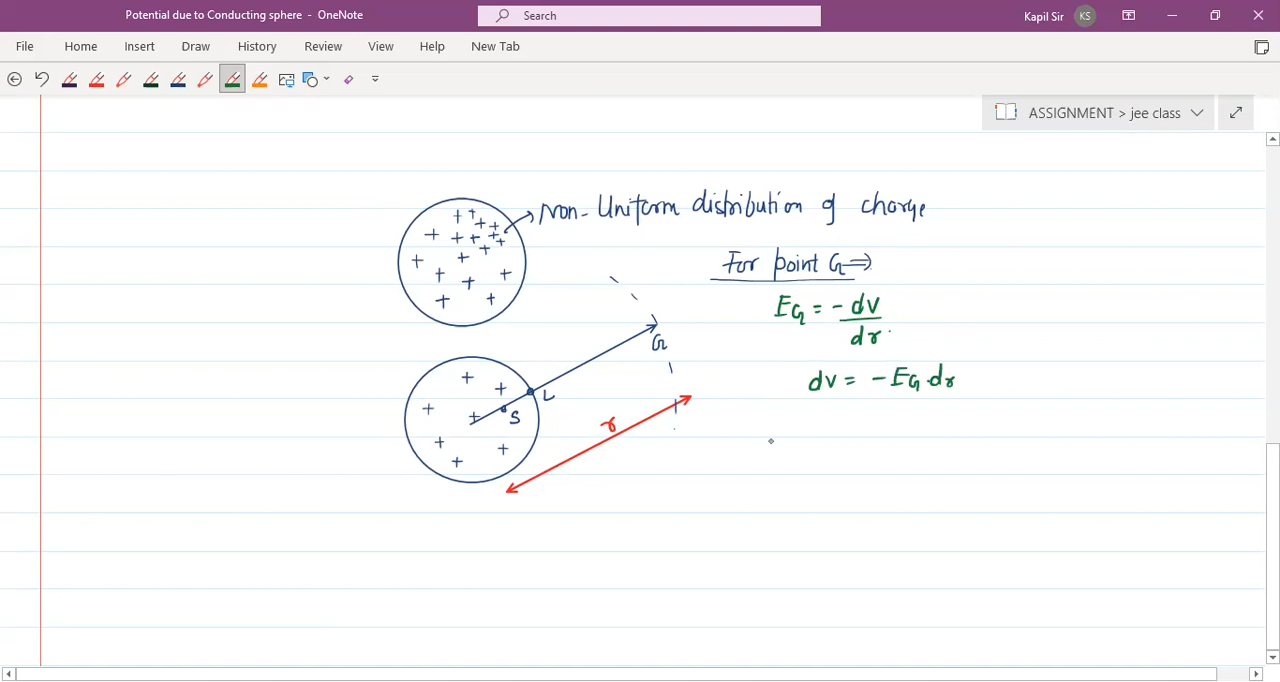 Potential due to Conducting sphere - OneNote
Search
Kapil Sir KS
File Home Insert Draw History Review View Help New Tab
ASSIGNMENT > jee class
+ + + + + + + + + + + + + + + + + +
Non-Uniform distribution of charge
For point G ⇒
E_G = -dV/dr
G
dv = -E_G.dr
+ + + + + + + +
L
S
r